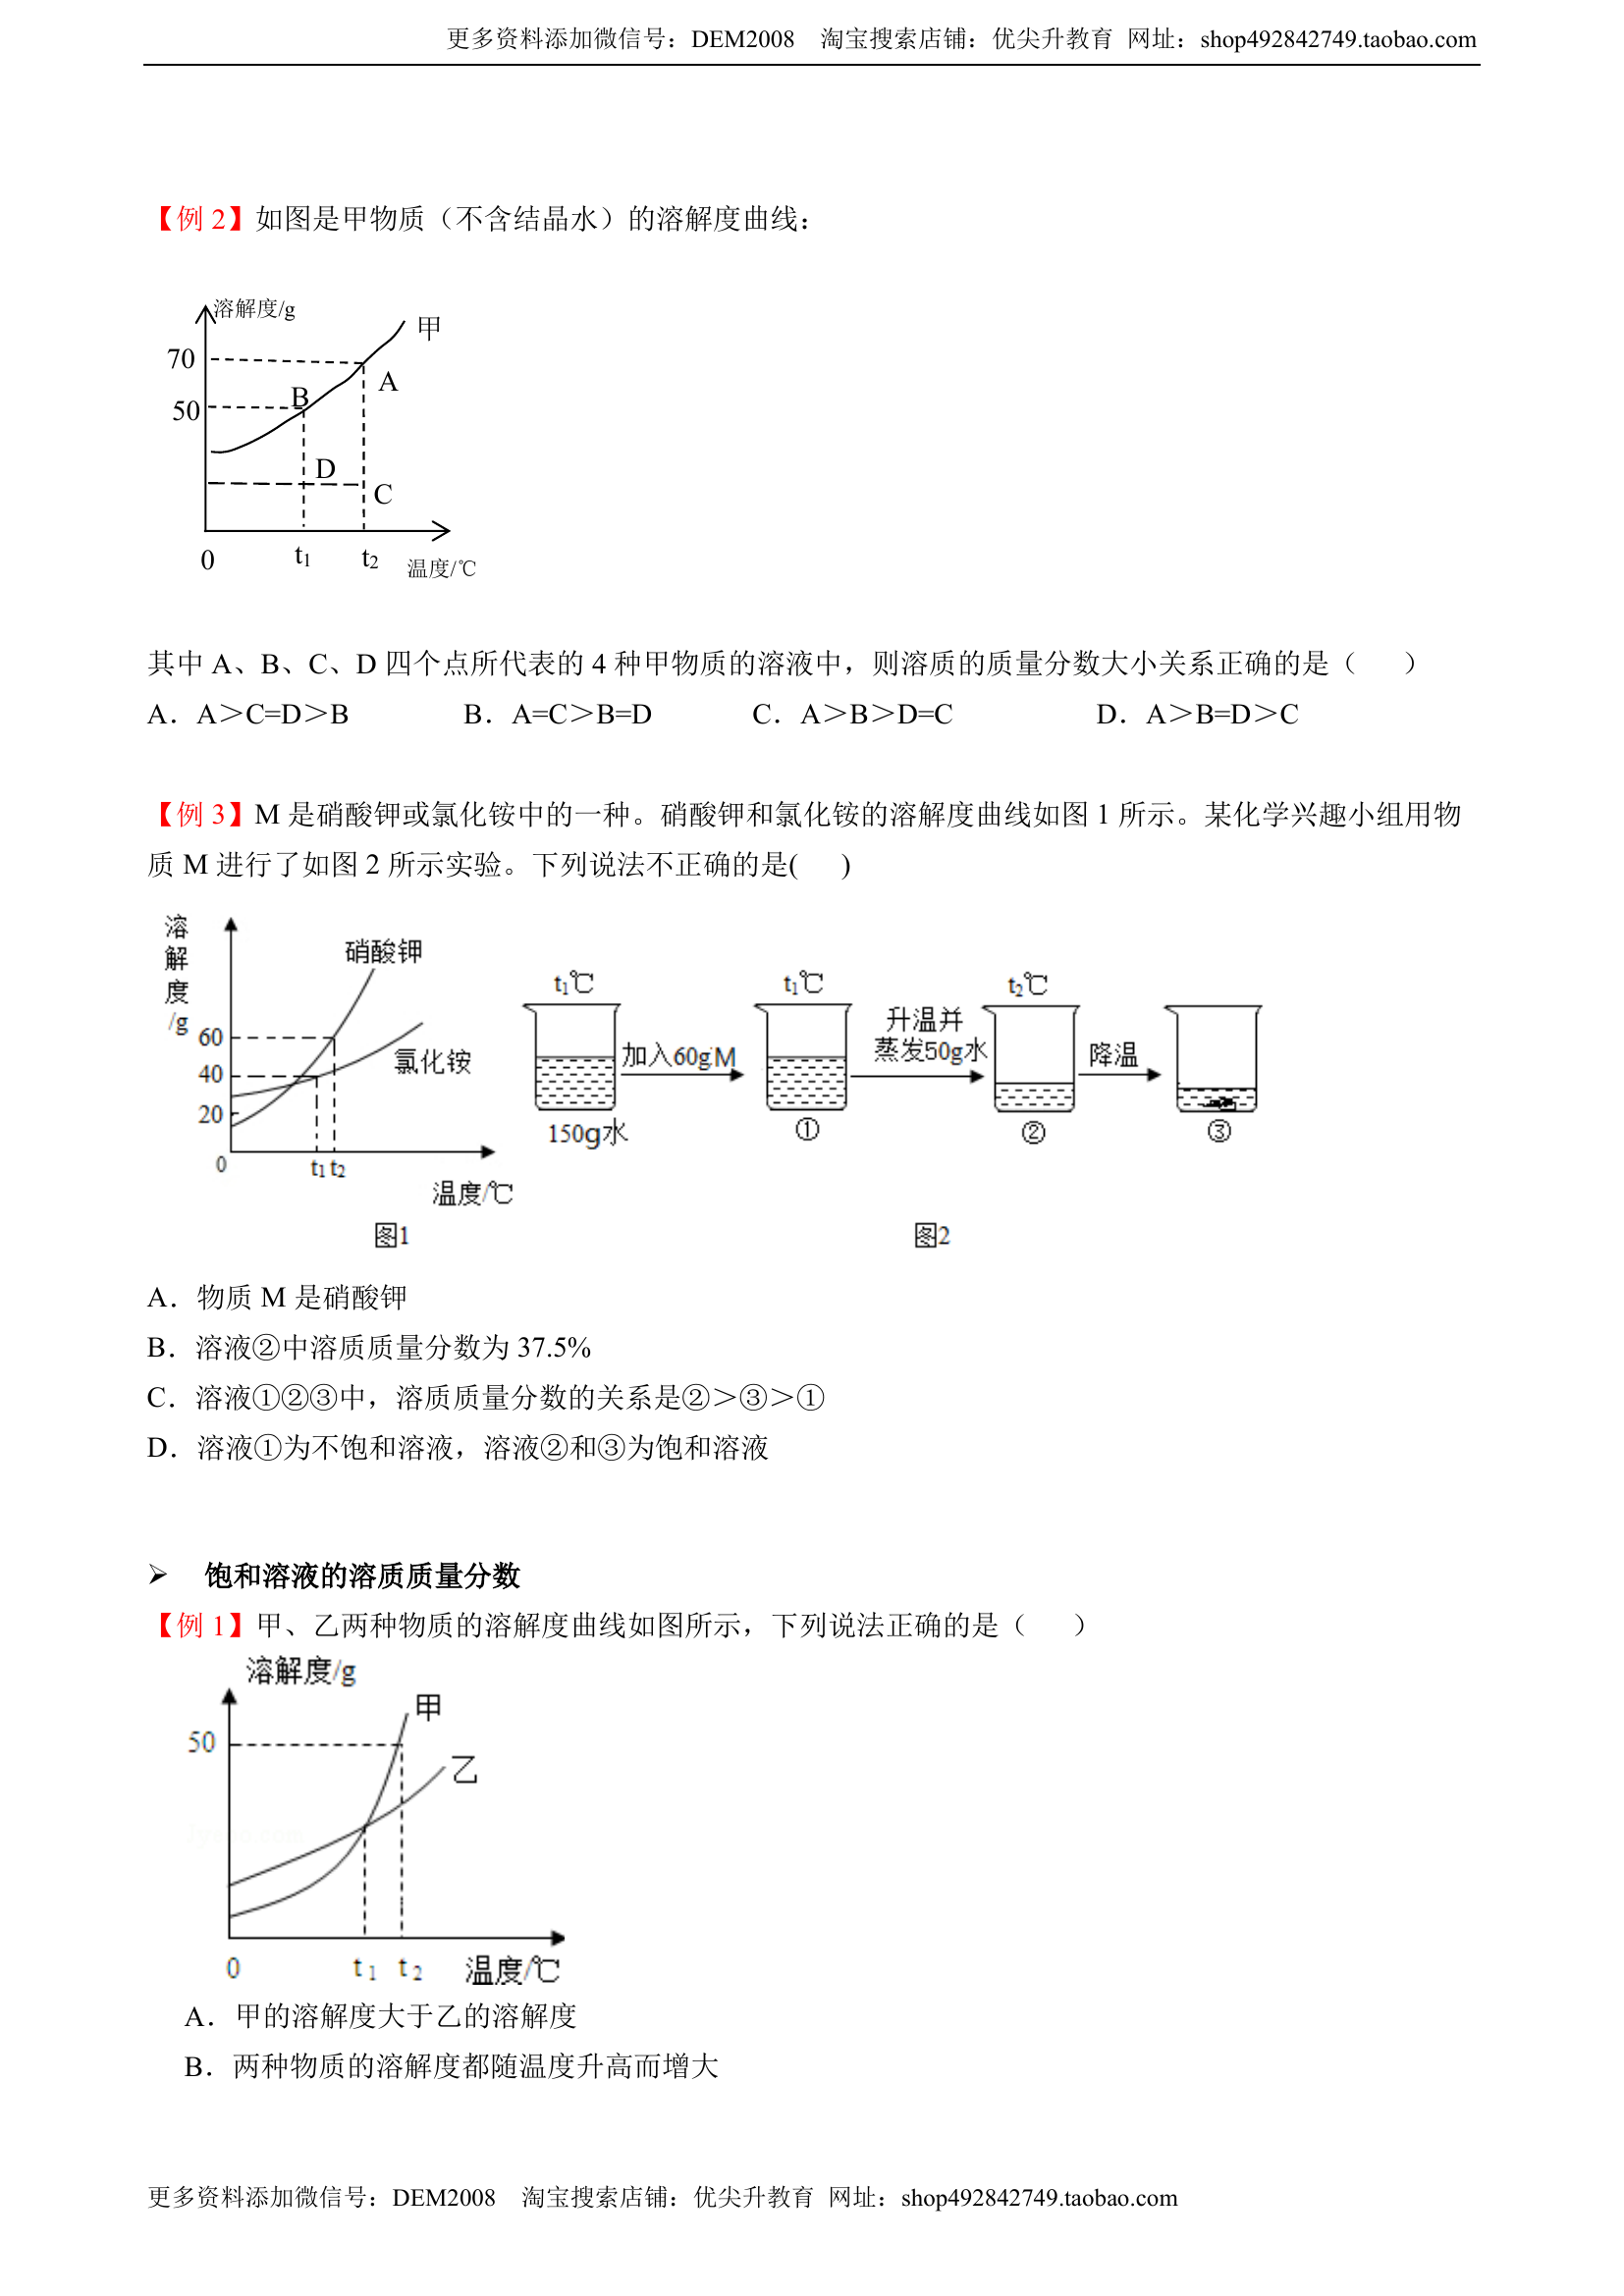 更多资料添加微信号：DEM2008 淘宝搜索店铺：优尖升教育 网址：shop492842749.taobao.com
【例 2】如图是甲物质（不含结晶水）的溶解度曲线：
溶解度/g
甲
70
A
B
50
D
C
0
t₁
t₂
温度/℃
其中 A、B、C、D 四个点所代表的 4 种甲物质的溶液中，则溶质的质量分数大小关系正确的是（ ）
A．A＞C=D＞B B．A=C＞B=D C．A＞B＞D=C D．A＞B=D＞C
【例 3】M 是硝酸钾或氯化铵中的一种。硝酸钾和氯化铵的溶解度曲线如图 1 所示。某化学兴趣小组用物
质 M 进行了如图 2 所示实验。下列说法不正确的是( )
溶解度/g
硝酸钾
60
氯化铵
40
20
0
t₁ t₂
温度/℃
图1
t₁℃
150g水
加入60gM
t₁℃
①
升温并
蒸发50g水
t₂℃
②
降温
③
图2
A．物质 M 是硝酸钾
B．溶液②中溶质质量分数为 37.5%
C．溶液①②③中，溶质质量分数的关系是②＞③＞①
D．溶液①为不饱和溶液，溶液②和③为饱和溶液
➢ 饱和溶液的溶质质量分数
【例 1】甲、乙两种物质的溶解度曲线如图所示，下列说法正确的是（ ）
溶解度/g
甲
50
乙
0
t₁ t₂ 温度/℃
A．甲的溶解度大于乙的溶解度
B．两种物质的溶解度都随温度升高而增大
更多资料添加微信号：DEM2008 淘宝搜索店铺：优尖升教育 网址：shop492842749.taobao.com